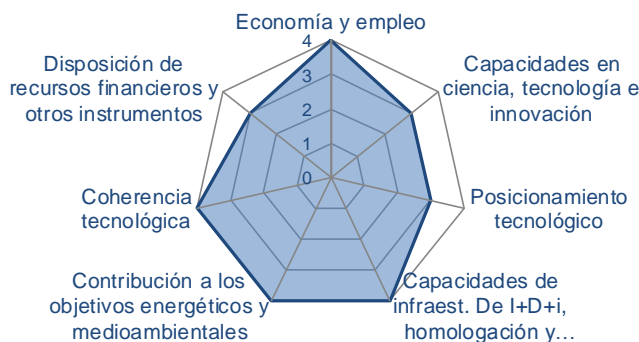 Economía y empleo
4
3
2
1
0
Capacidades en
ciencia, tecnología e
innovación
Posicionamiento
tecnológico
Capacidades de
infraest. De I+D+i,
homologación y...
Contribución a los
objetivos energéticos y
medioambientales
Coherencia
tecnológica
Disposición de
recursos financieros y
otros instrumentos